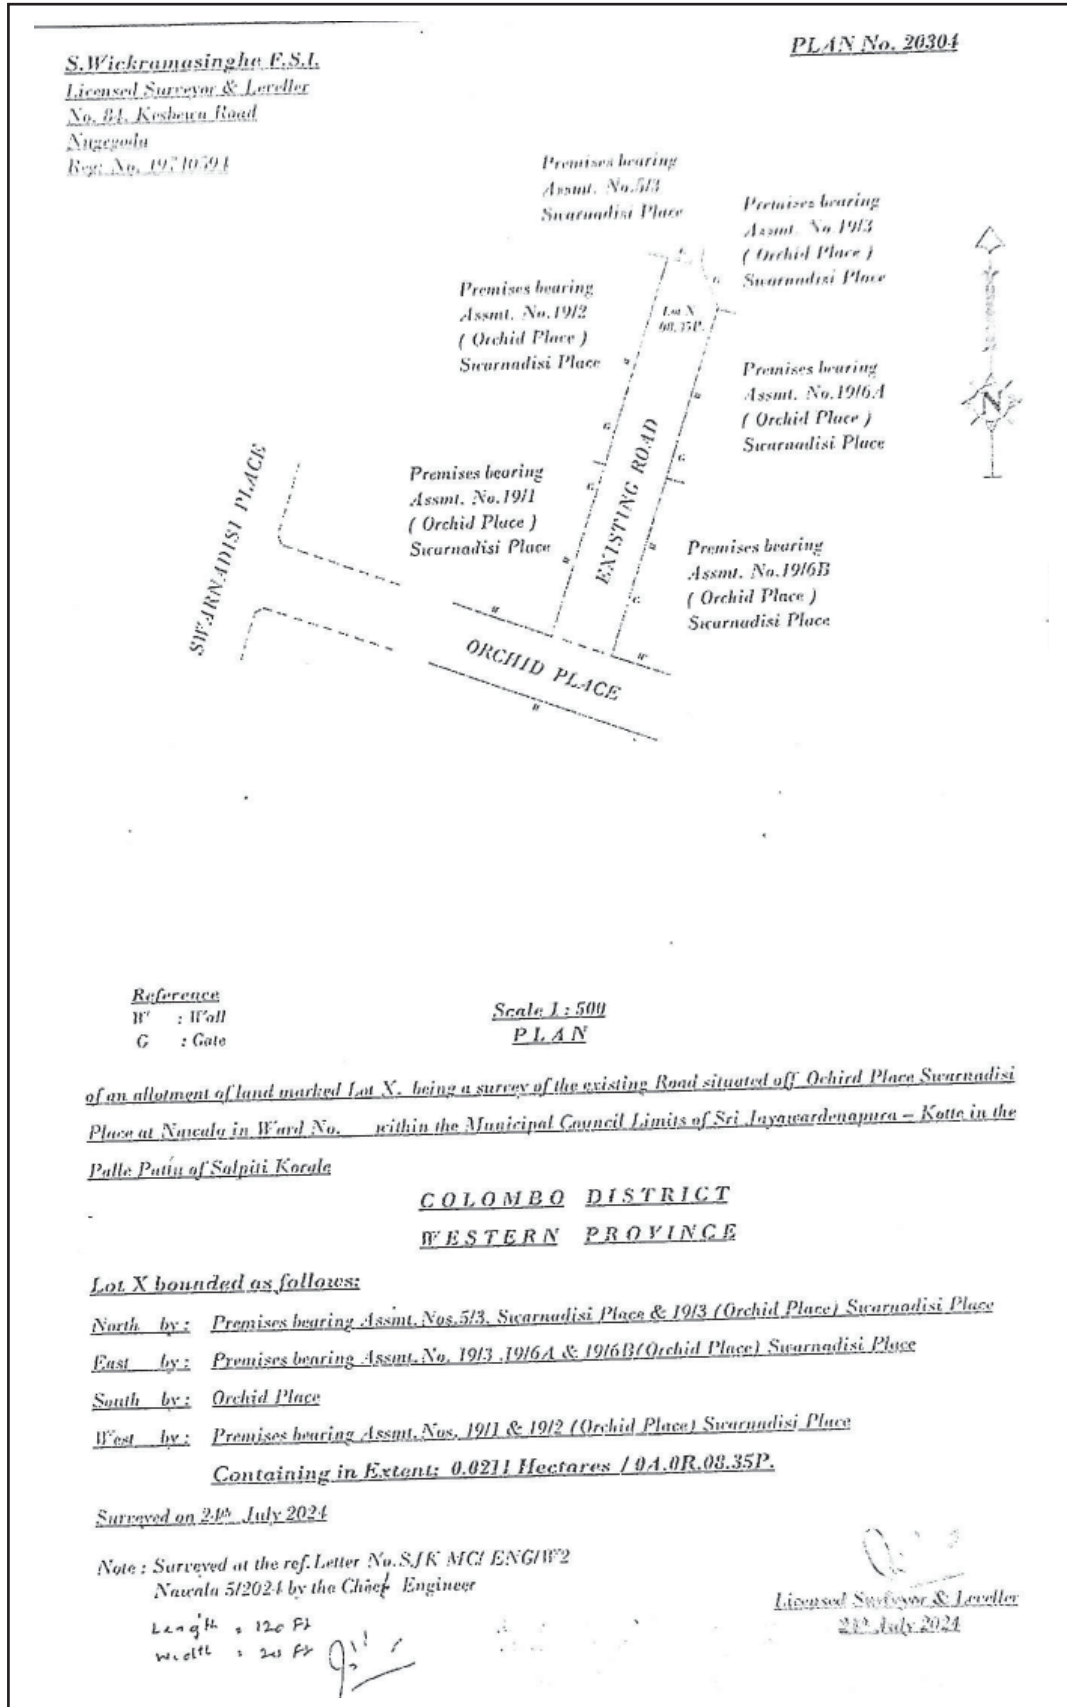 S.Wickramasinghe F.S.I.
Licensed Surveyor & Leveller
No. 84, Kesbewa Road
Nugegoda
Reg: No. 19740594
PLAN No. 20304
Premises bearing
Assmt. No.5/3
Swarnadisi Place
Premises bearing
Assmt. No.19/3
( Orchid Place )
Swarnadisi Place
Premises bearing
Assmt. No.19/2
( Orchid Place )
Swarnadisi Place
Lot X
08.35P.
Premises bearing
Assmt. No.19/6A
( Orchid Place )
Swarnadisi Place
N
Premises bearing
Assmt. No.19/1
( Orchid Place )
Swarnadisi Place
EXISTING ROAD
SWARNADISI PLACE
Premises bearing
Assmt. No.19/6B
( Orchid Place )
Swarnadisi Place
ORCHID PLACE
Reference
W : Wall
G : Gate
Scale 1 : 500
PLAN
of an allotment of land marked Lot X. being a survey of the existing Road situated off Ochird Place Swarnadisi
Place at Nawala in Ward No. within the Municipal Council Limits of Sri Jayawardenapura – Kotte in the
Palle Pattu of Salpiti Korale
COLOMBO DISTRICT
WESTERN PROVINCE
Lot X bounded as follows:
North by : Premises bearing Assmt. Nos.5/3, Swarnadisi Place & 19/3 (Orchid Place) Swarnadisi Place
East by : Premises bearing Assmt. No. 19/3 ,19/6A & 19/6B(Orchid Place) Swarnadisi Place
South by : Orchid Place
West by : Premises bearing Assmt. Nos. 19/1 & 19/2 (Orchid Place) Swarnadisi Place
Containing in Extent: 0.0211 Hectares / 0A.0R.08.35P.
Surveyed on 24th July 2024
Note : Surveyed at the ref. Letter No.SJK MC/ ENG/W2
Nawala 5/2024 by the Chief Engineer
Length : 120 Ft
Width : 20 Ft
Licensed Surveyor & Leveller
24th July 2024